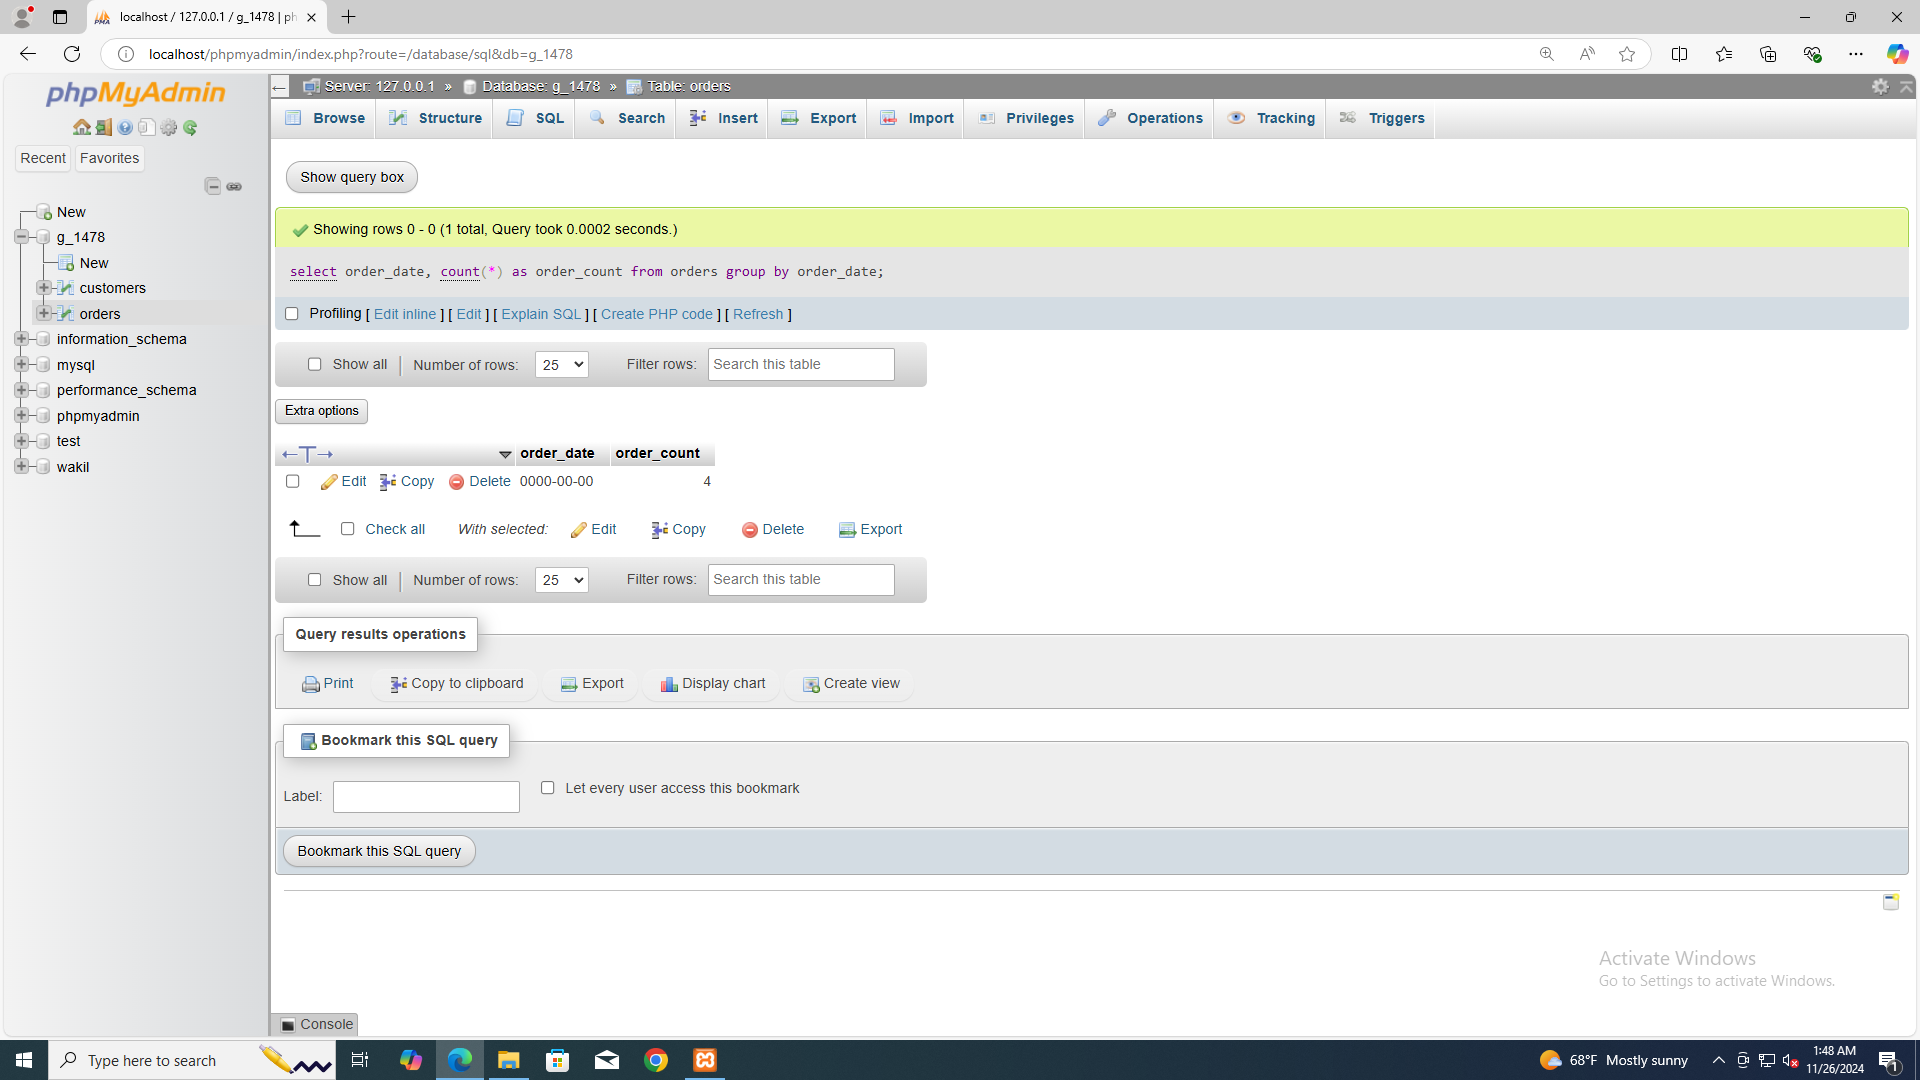 localhost / 127.0.0.1 / g_1478 | ph
localhost/phpmyadmin/index.php?route=/database/sql&db=g_1478
phpMyAdmin
Recent
Favorites
New
g_1478
New
customers
orders
information_schema
mysql
performance_schema
phpmyadmin
test
wakil
Server: 127.0.0.1 » Database: g_1478 » Table: orders
Browse
Structure
SQL
Search
Insert
Export
Import
Privileges
Operations
Tracking
Triggers
Show query box
Showing rows 0 - 0 (1 total, Query took 0.0002 seconds.)
select order_date, count(*) as order_count from orders group by order_date;
Profiling [ Edit inline ] [ Edit ] [ Explain SQL ] [ Create PHP code ] [ Refresh ]
Show all | Number of rows: 25 Filter rows: Search this table
Extra options
←T→ order_date order_count
Edit Copy Delete 0000-00-00 4
Check all With selected: Edit Copy Delete Export
Show all | Number of rows: 25 Filter rows: Search this table
Query results operations
Print Copy to clipboard Export Display chart Create view
Bookmark this SQL query
Label:
Let every user access this bookmark
Bookmark this SQL query
Activate Windows
Go to Settings to activate Windows.
Console
Type here to search
68°F Mostly sunny
1:48 AM
11/26/2024
1